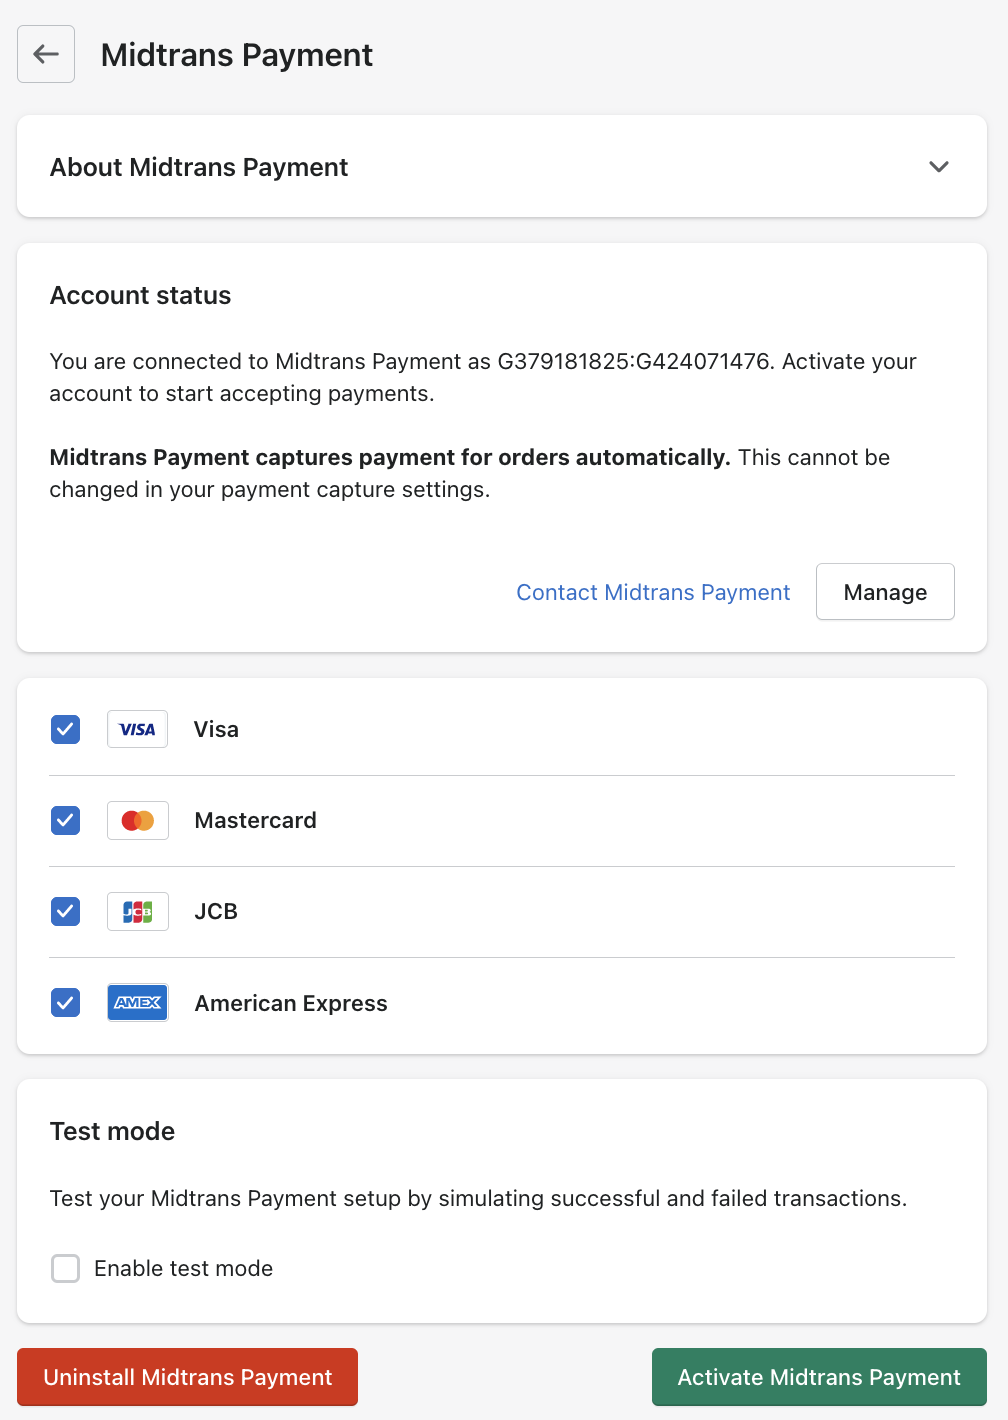 Midtrans Payment
About Midtrans Payment
Account status
You are connected to Midtrans Payment as G379181825:G424071476. Activate your
account to start accepting payments.
Midtrans Payment captures payment for orders automatically. This cannot be
changed in your payment capture settings.
Contact Midtrans Payment
Manage
VISA Visa
Mastercard
JCB JCB
AMEX American Express
Test mode
Test your Midtrans Payment setup by simulating successful and failed transactions.
Enable test mode
Uninstall Midtrans Payment
Activate Midtrans Payment